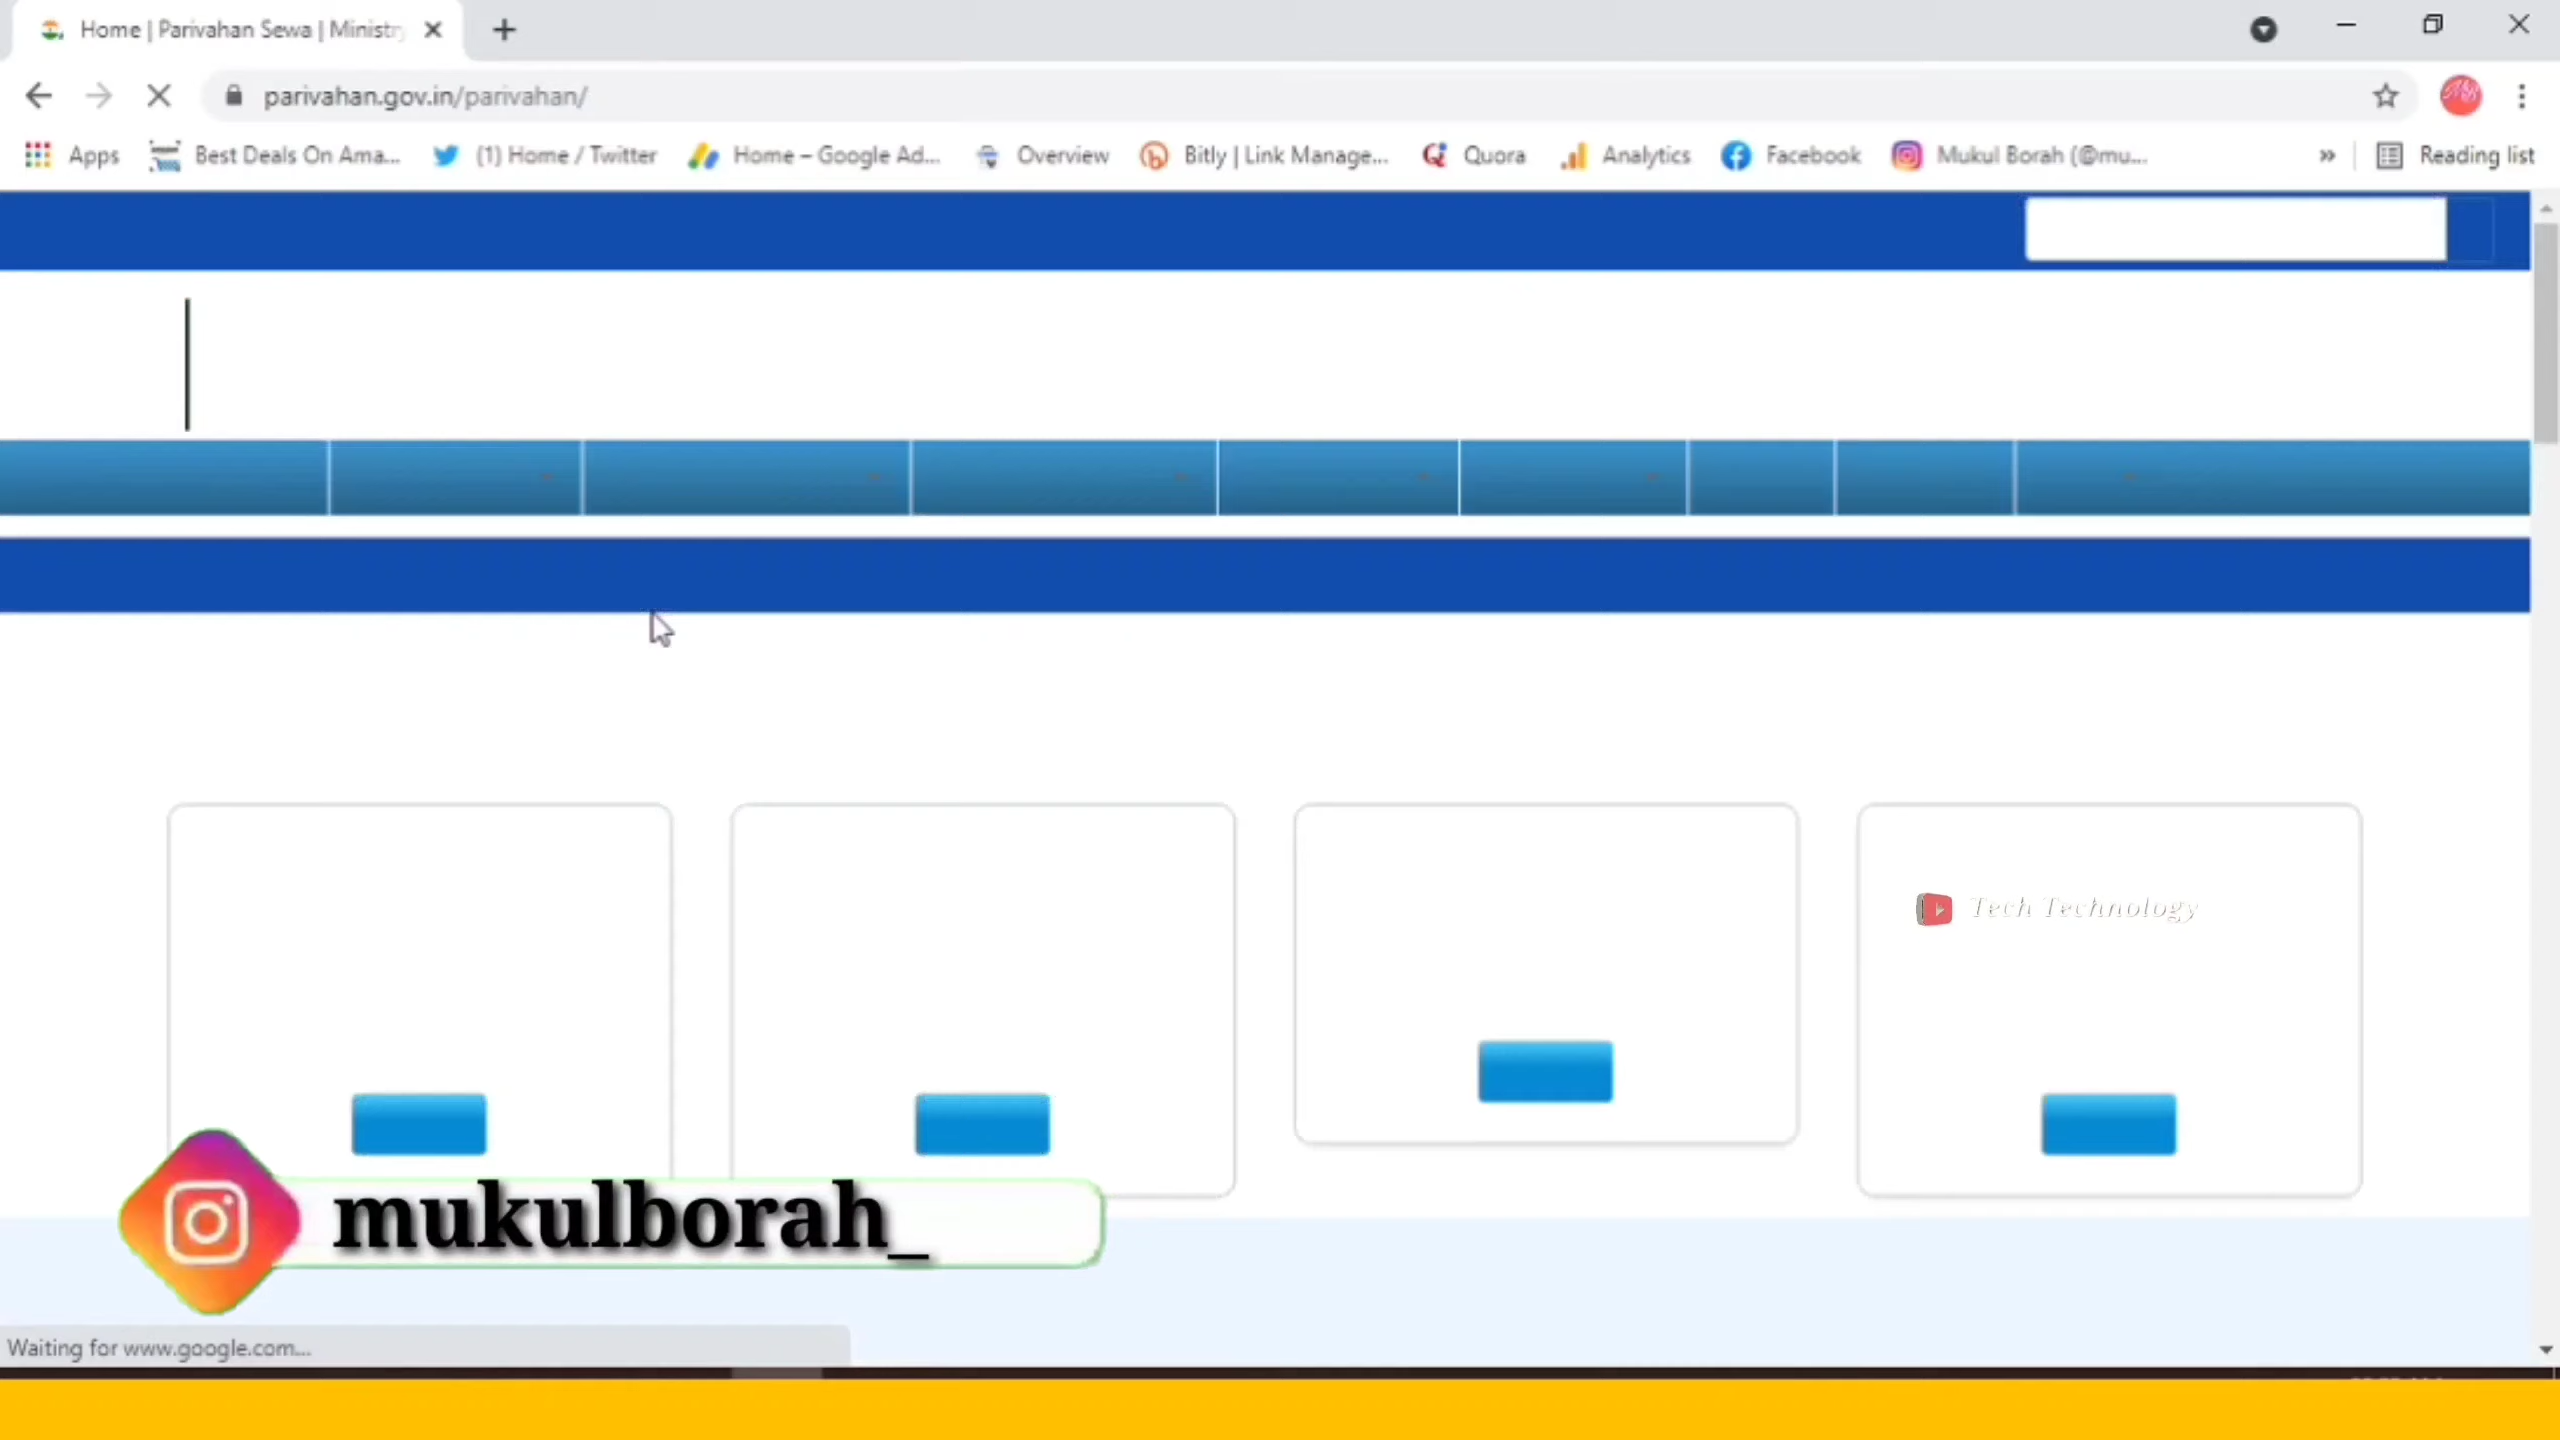 Home | Parivahan Sewa | Ministr
parivahan.gov.in/parivahan/
Apps
Best Deals On Ama...
(1) Home / Twitter
Home – Google Ad...
Overview
Bitly | Link Manage...
Quora
Analytics
Facebook
Mukul Borah (@mu...
»
Reading list
Tech Technology
mukulborah_
Waiting for www.google.com...